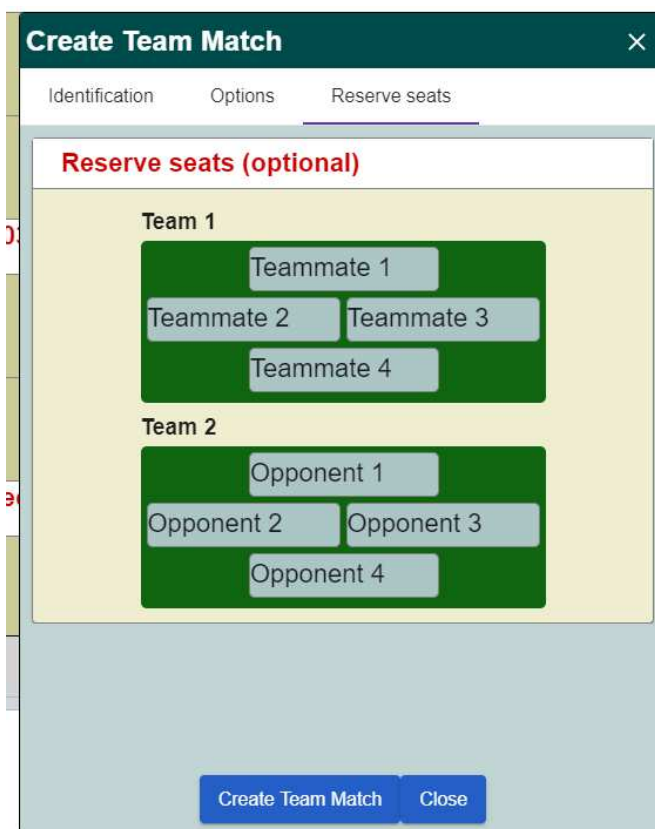 Create Team Match
Identification Options Reserve seats
Reserve seats (optional)
Team 1
Teammate 1
Teammate 2 Teammate 3
Teammate 4
Team 2
Opponent 1
Opponent 2 Opponent 3
Opponent 4
Create Team Match Close